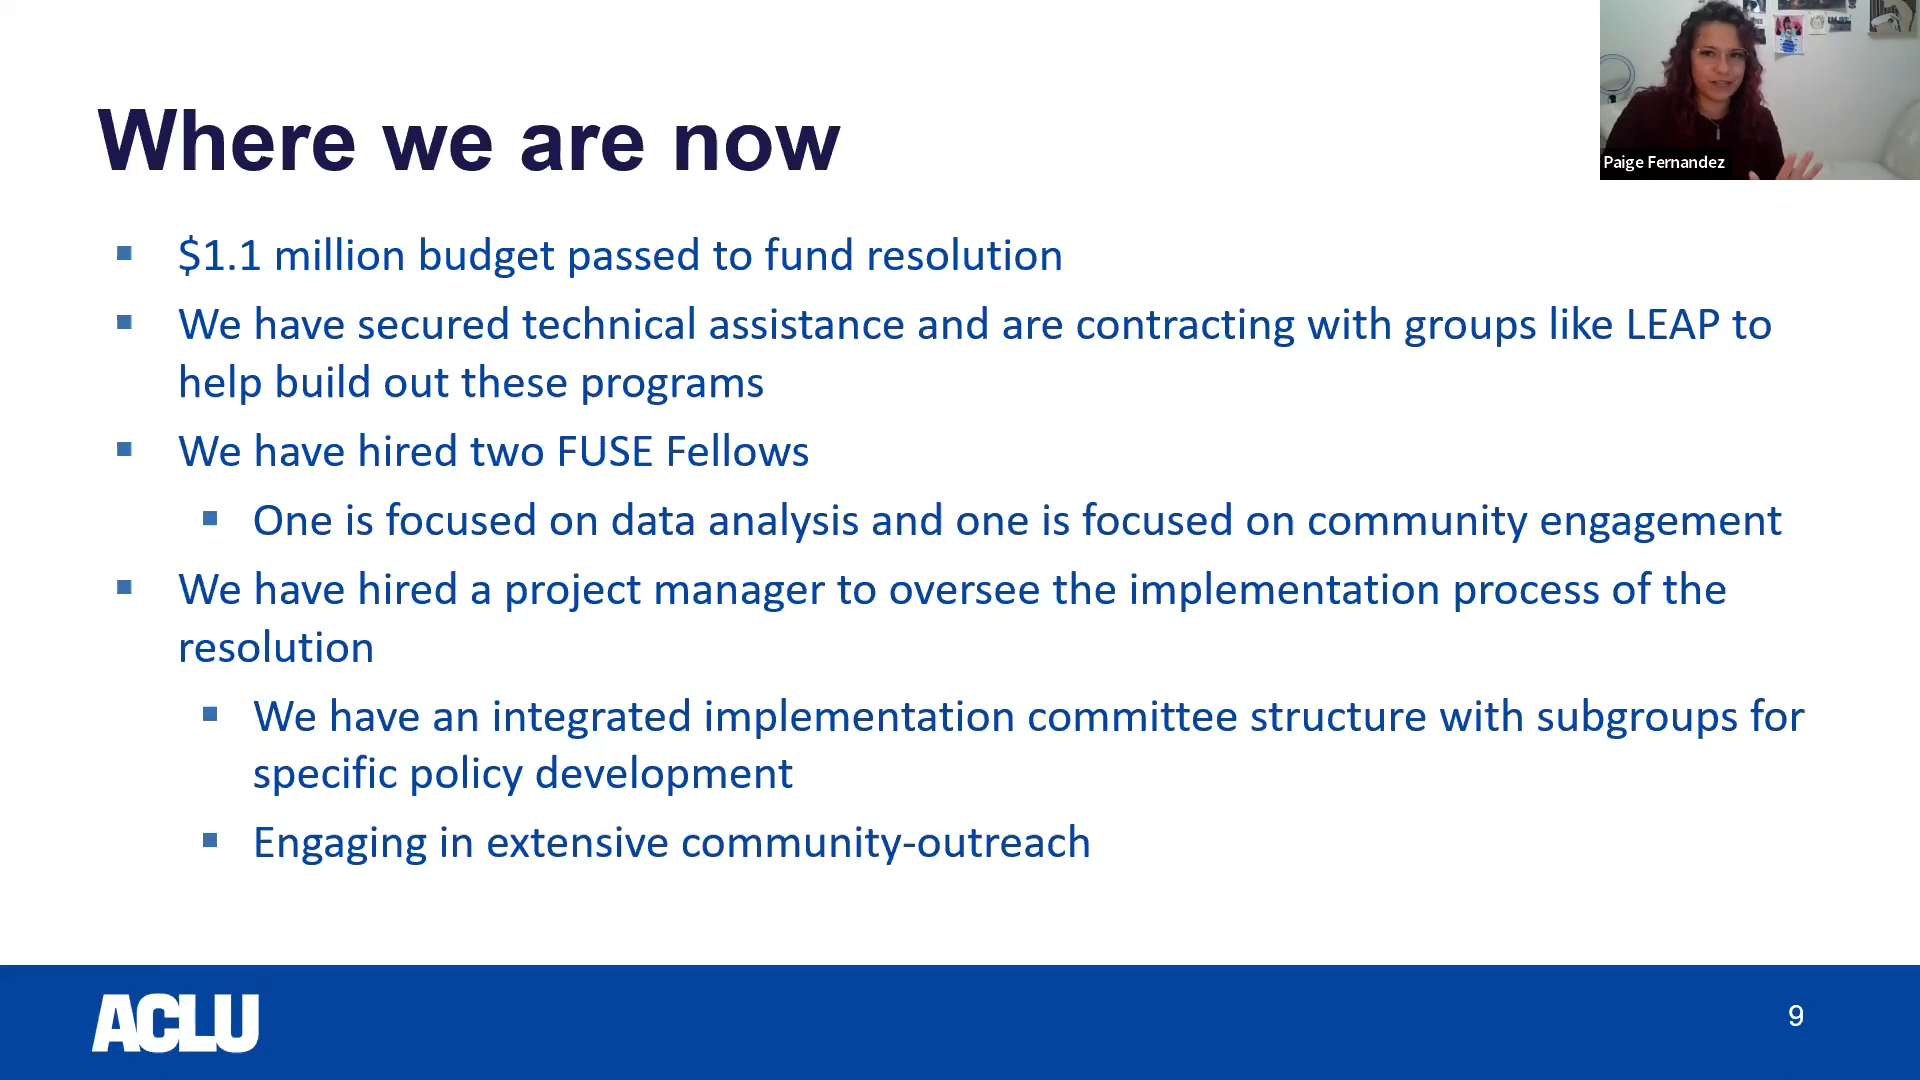 Where we are now
Paige Fernandez
$1.1 million budget passed to fund resolution
We have secured technical assistance and are contracting with groups like LEAP to
help build out these programs
We have hired two FUSE Fellows
One is focused on data analysis and one is focused on community engagement
We have hired a project manager to oversee the implementation process of the
resolution
We have an integrated implementation committee structure with subgroups for
specific policy development
Engaging in extensive community-outreach
ACLU
9